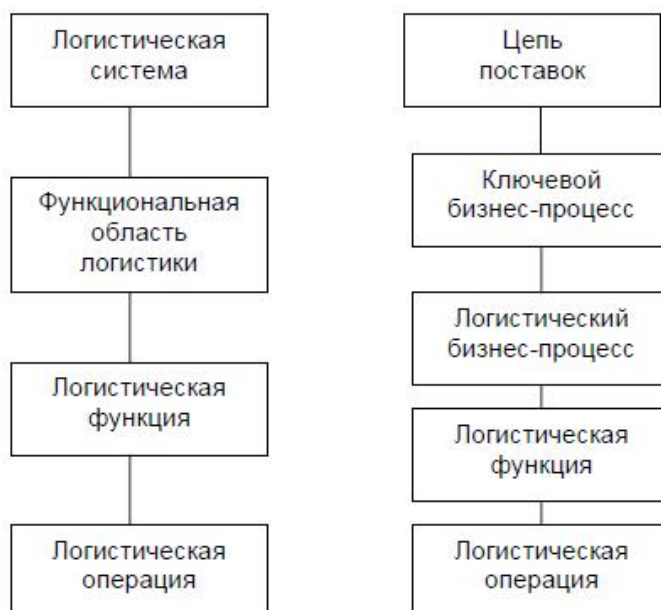 Логистическая
система
Функциональная
область
логистики
Логистическая
функция
Логистическая
операция
Цепь
поставок
Ключевой
бизнес-процесс
Логистический
бизнес-процесс
Логистическая
функция
Логистическая
операция